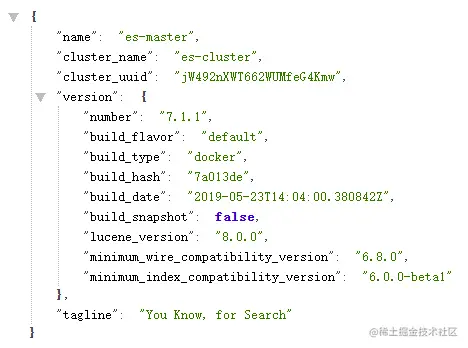 {
"name": "es-master",
"cluster_name": "es-cluster",
"cluster_uuid": "jW492nXWT662WUMfeG4Kmw",
"version": {
"number": "7.1.1",
"build_flavor": "default",
"build_type": "docker",
"build_hash": "7a013de",
"build_date": "2019-05-23T14:04:00.380842Z",
"build_snapshot": false,
"lucene_version": "8.0.0",
"minimum_wire_compatibility_version": "6.8.0",
"minimum_index_compatibility_version": "6.0.0-beta1"
},
"tagline": "You Know, for Search"
}
@稀土掘金技术社区